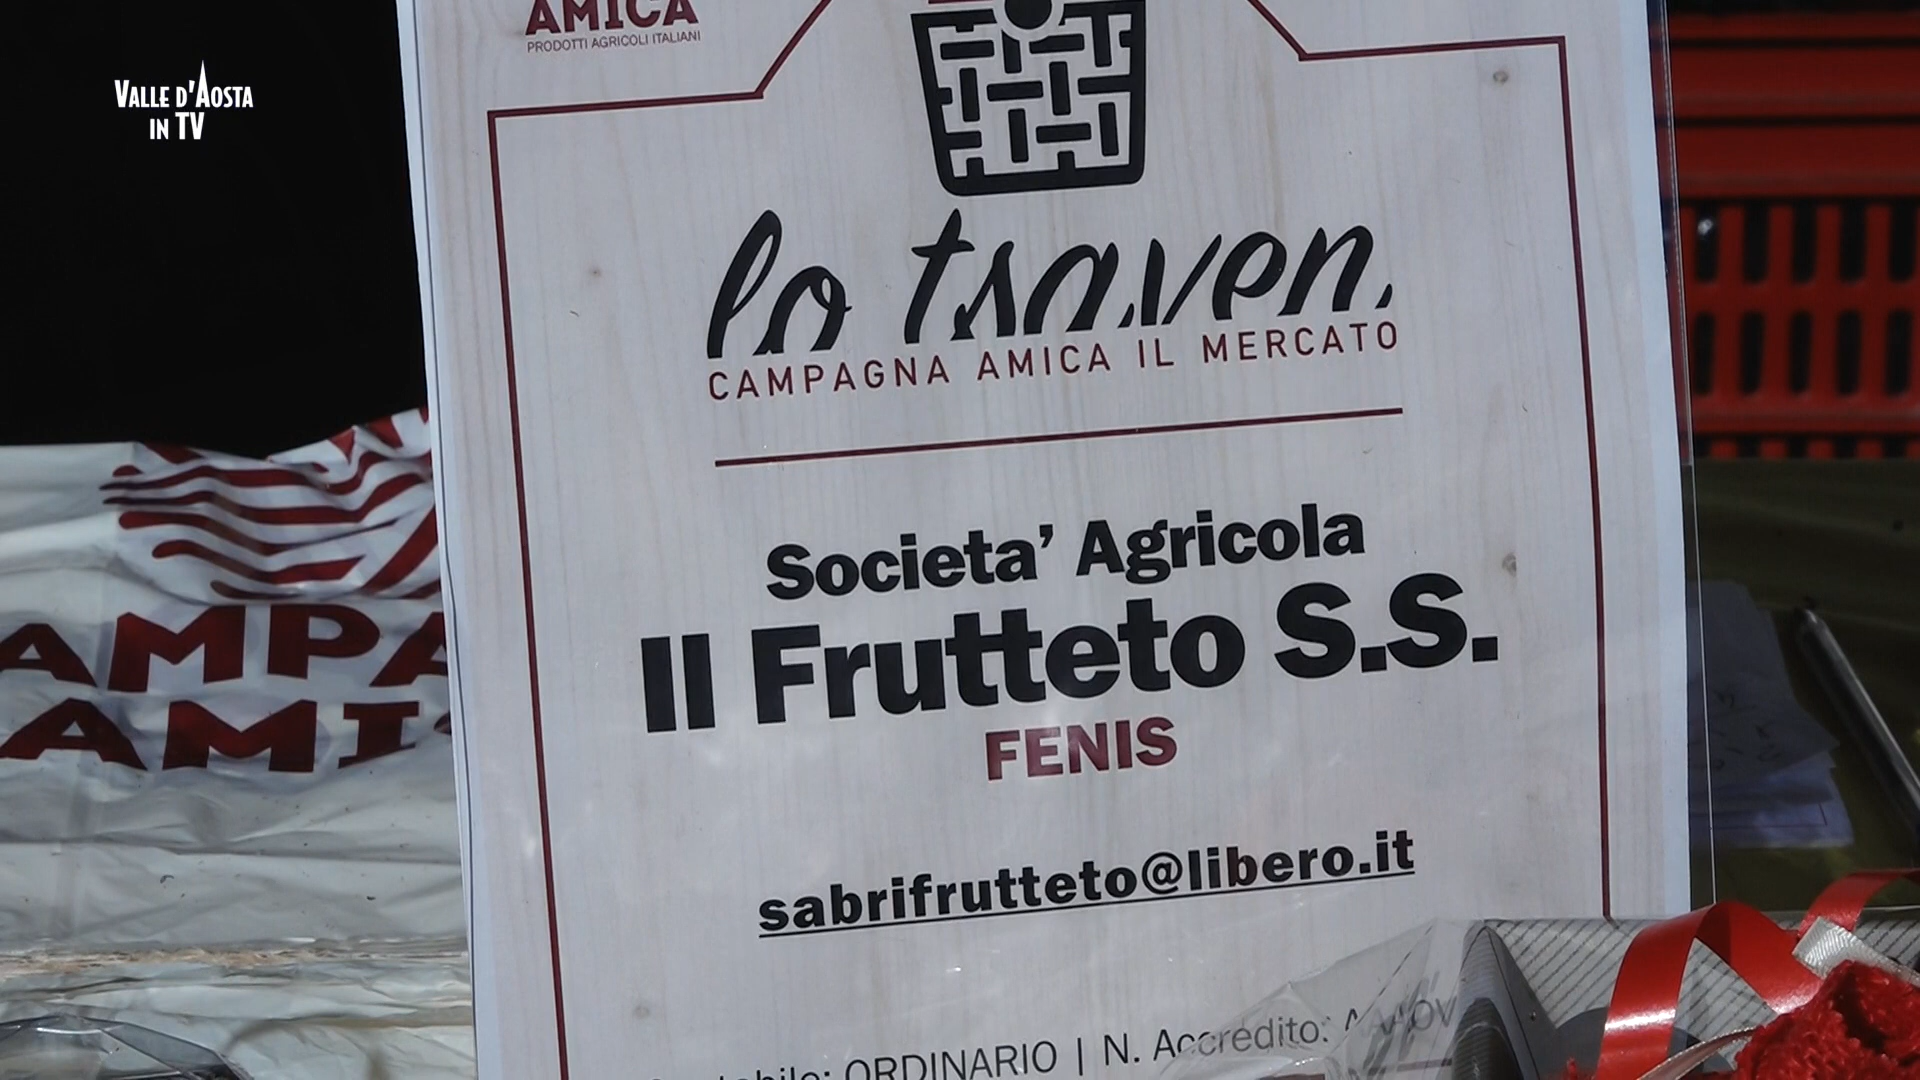 VALLE D'AOSTA
IN TV
AMICA
PRODOTTI AGRICOLI ITALIANI
lo tsaven
CAMPAGNA AMICA IL MERCATO
Societa' Agricola
Il Frutteto S.S.
FENIS
sabrifrutteto@libero.it
ORDINARIO | N. Accredito:
AMPA
AMI